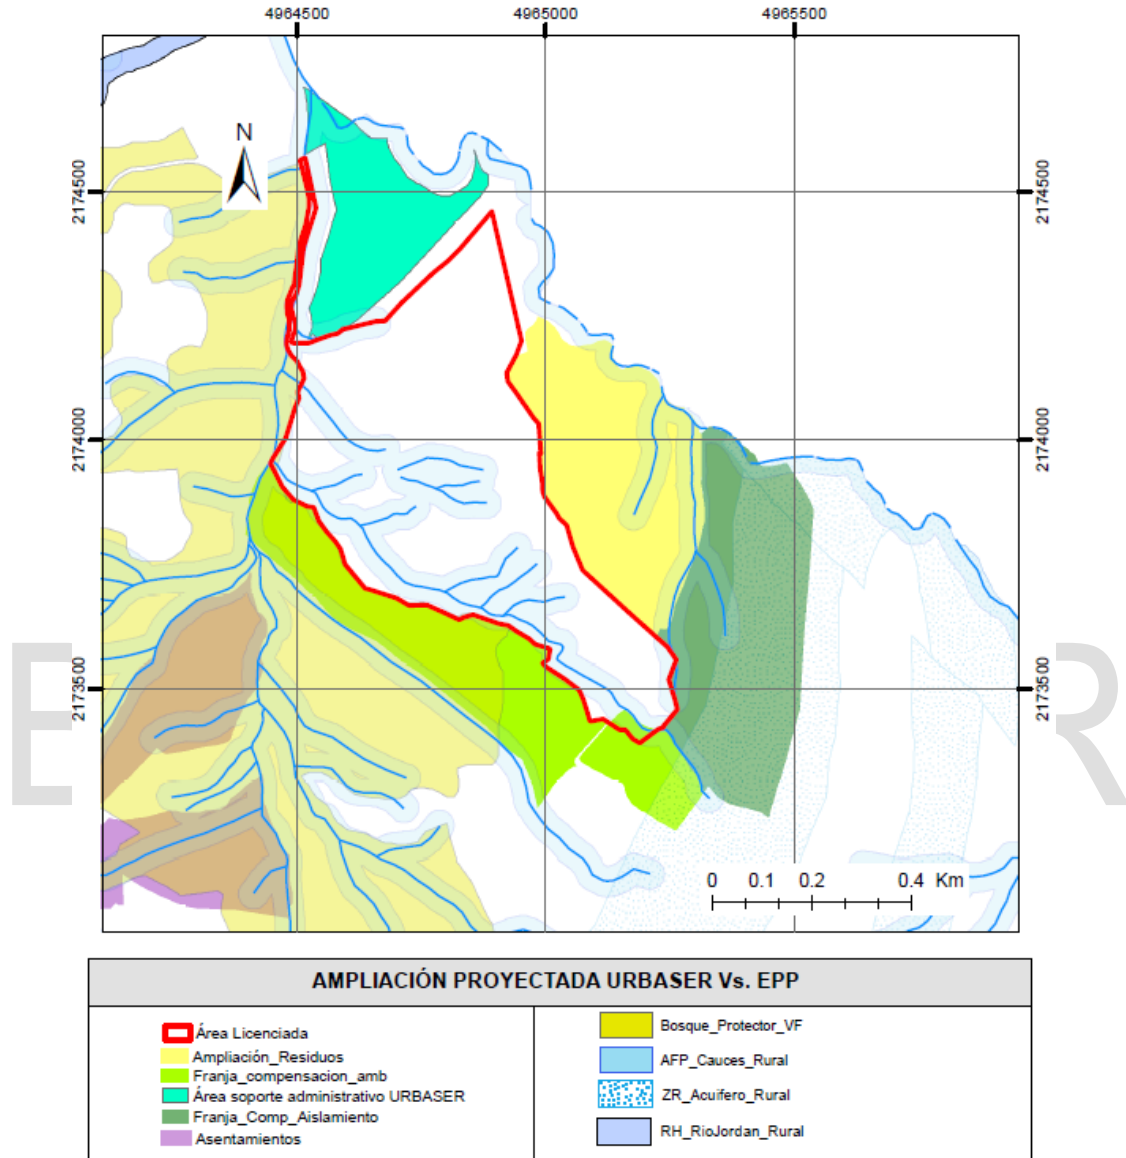 4964500 4965000 4965500
N
2174500 2174500
2174000 2174000
2173500 2173500
E R
0 0.1 0.2 0.4 Km
AMPLIACIÓN PROYECTADA URBASER Vs. EPP
Área Licenciada
Ampliación_Residuos
Franja_compensacion_amb
Área soporte administrativo URBASER
Franja_Comp_Aislamiento
Asentamientos
Bosque_Protector_VF
AFP_Cauces_Rural
ZR_Acuifero_Rural
RH_RioJordan_Rural